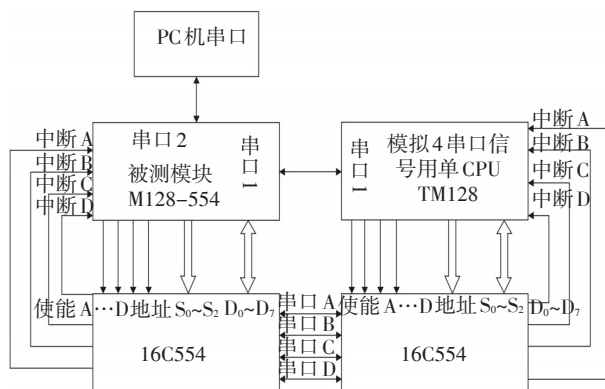 PC机串口
中断A
中断B
中断C
中断D
串口2
被测模块
M128-554
串口1
串口1
模拟4串口信
号用单CPU
TM128
中断A
中断B
中断C
中断D
使能A…D地址S₀~S₂ D₀~D₇
16C554
串口A
串口B
串口C
串口D
使能A…D地址S₀~S₂ D₀~D₇
16C554